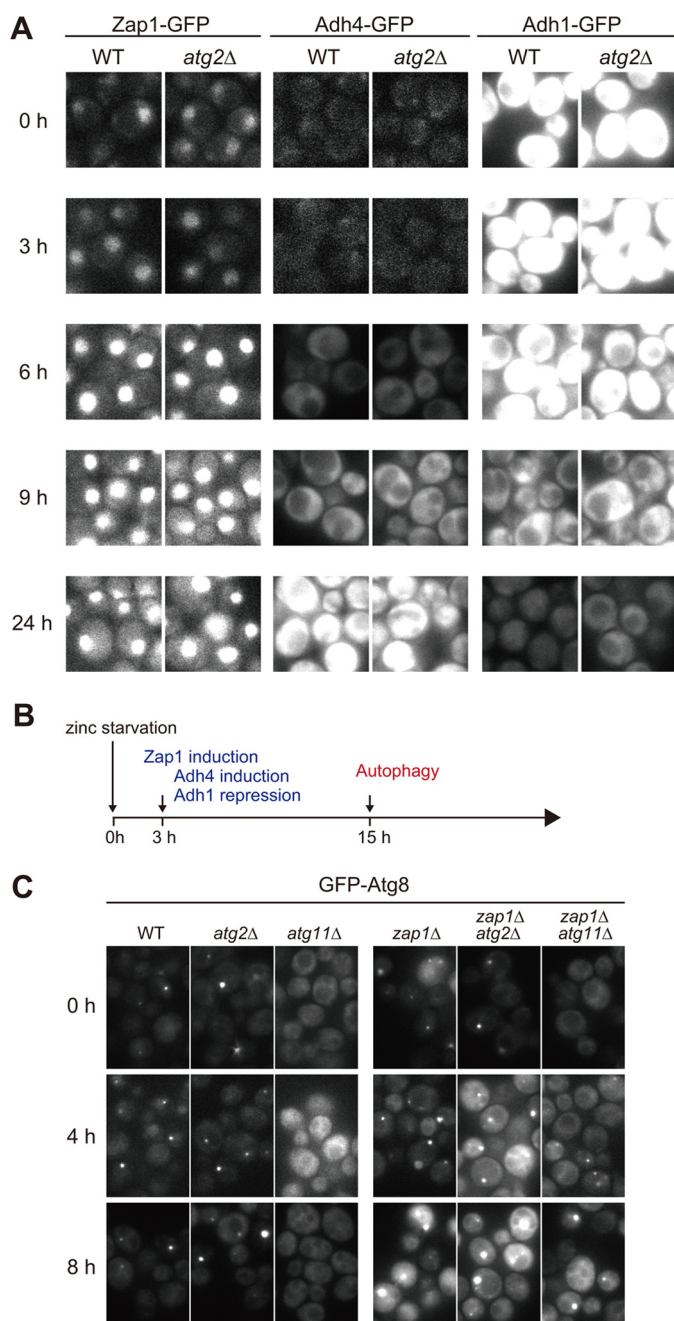 A
Zap1-GFP Adh4-GFP Adh1-GFP
WT atg2Δ WT atg2Δ WT atg2Δ
0 h
3 h
6 h
9 h
24 h
B
zinc starvation
Zap1 induction
Adh4 induction
Adh1 repression
Autophagy
0h 3 h 15 h
C
GFP-Atg8
WT atg2Δ atg11Δ zap1Δ zap1Δ atg2Δ zap1Δ atg11Δ
0 h
4 h
8 h